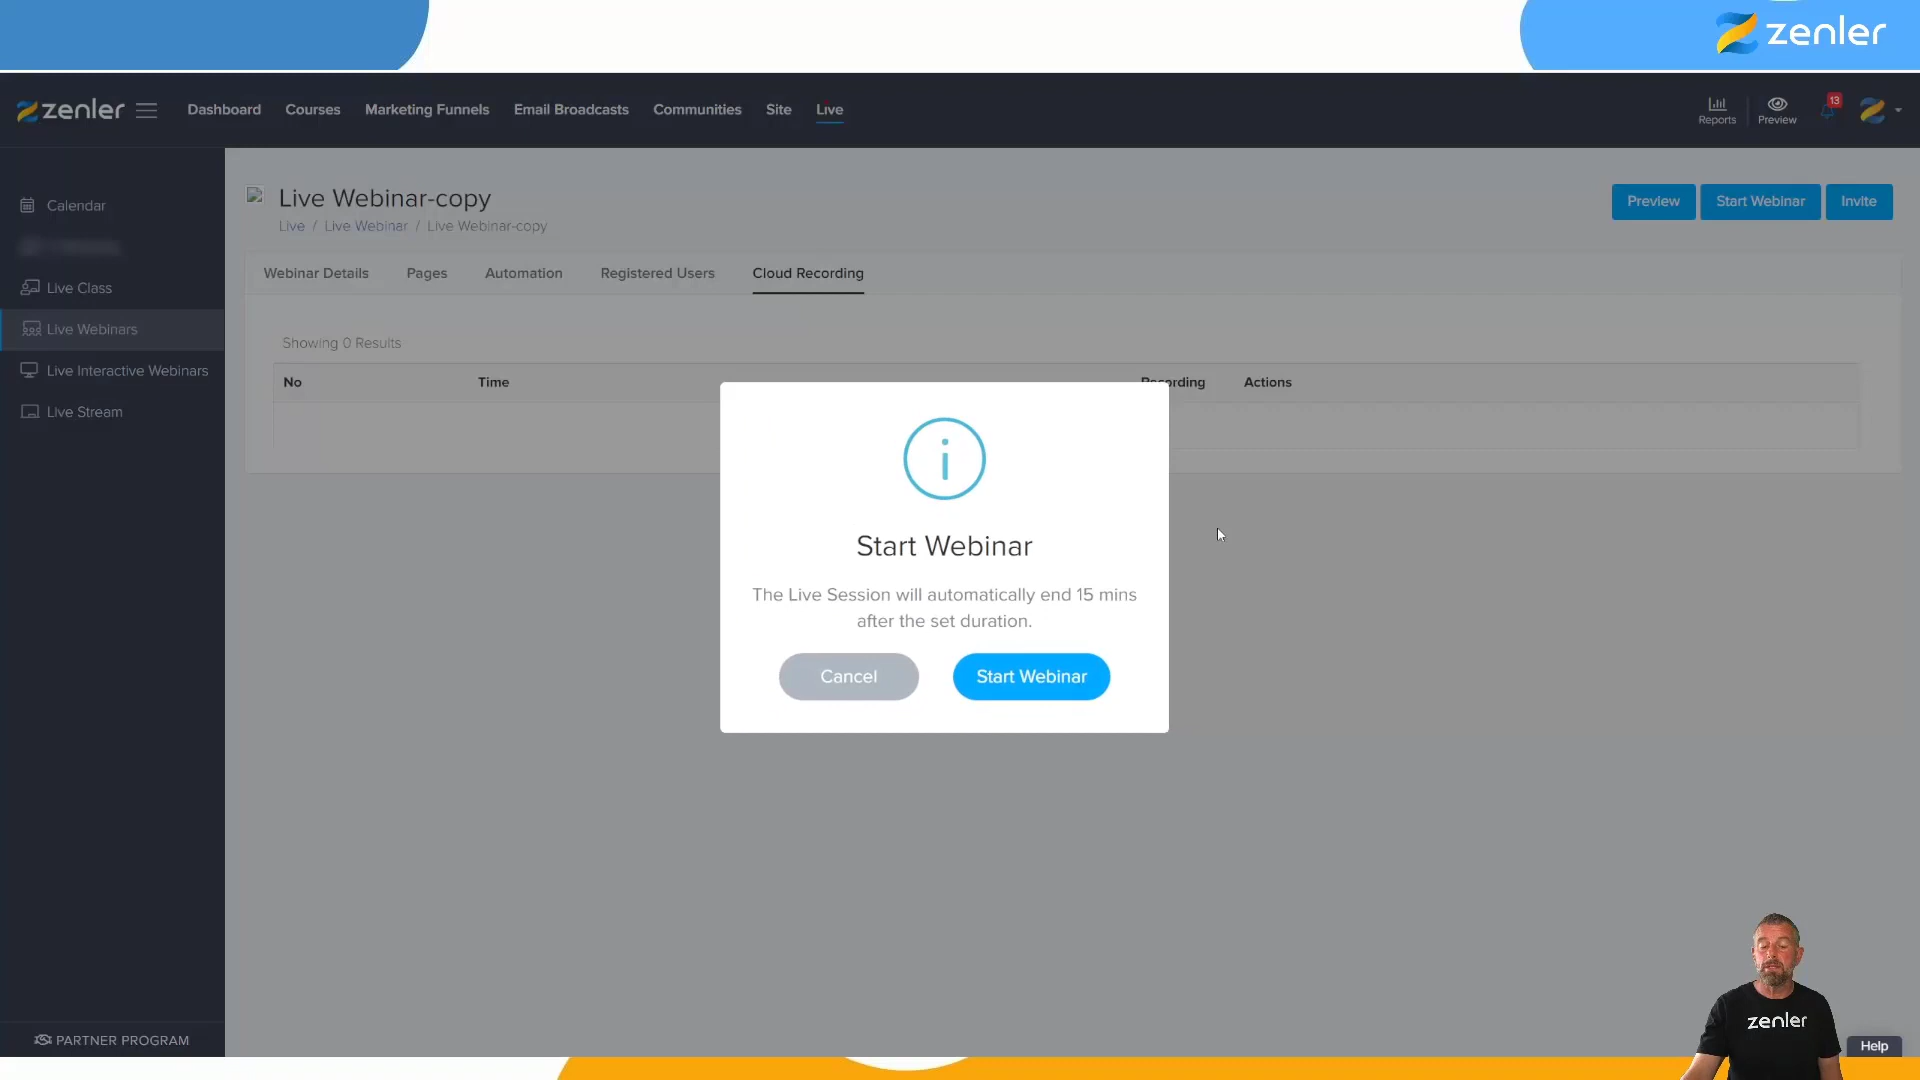 zenler
zenler
Dashboard
Courses
Marketing Funnels
Email Broadcasts
Communities
Site
Live
Reports
Preview
13
Calendar
Live Class
Live Webinars
Live Interactive Webinars
Live Stream
PARTNER PROGRAM
Live Webinar-copy
Live / Live Webinar / Live Webinar-copy
Preview
Start Webinar
Invite
Webinar Details
Pages
Automation
Registered Users
Cloud Recording
Showing 0 Results
No
Time
Recording
Actions
Start Webinar
The Live Session will automatically end 15 mins
after the set duration.
Cancel
Start Webinar
zenler
Help